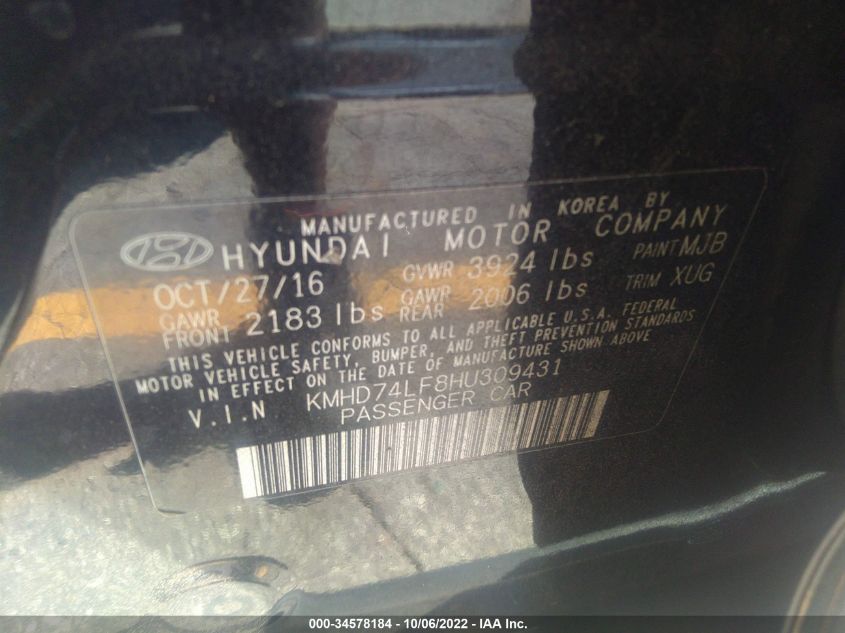 MANUFACTURED IN KOREA BY
HYUNDAI MOTOR COMPANY
OCT/27/16 GVWR 3924 lbs PAINT MJB
GAWR FRONT 2183 lbs GAWR REAR 2006 lbs TRIM XUG
THIS VEHICLE CONFORMS TO ALL APPLICABLE U.S.A. FEDERAL
MOTOR VEHICLE SAFETY, BUMPER, AND THEFT PREVENTION STANDARDS
IN EFFECT ON THE DATE OF MANUFACTURE SHOWN ABOVE
V.I.N KMHD74LF8HU309431
PASSENGER CAR
000-34578184 - 10/06/2022 - IAA Inc.